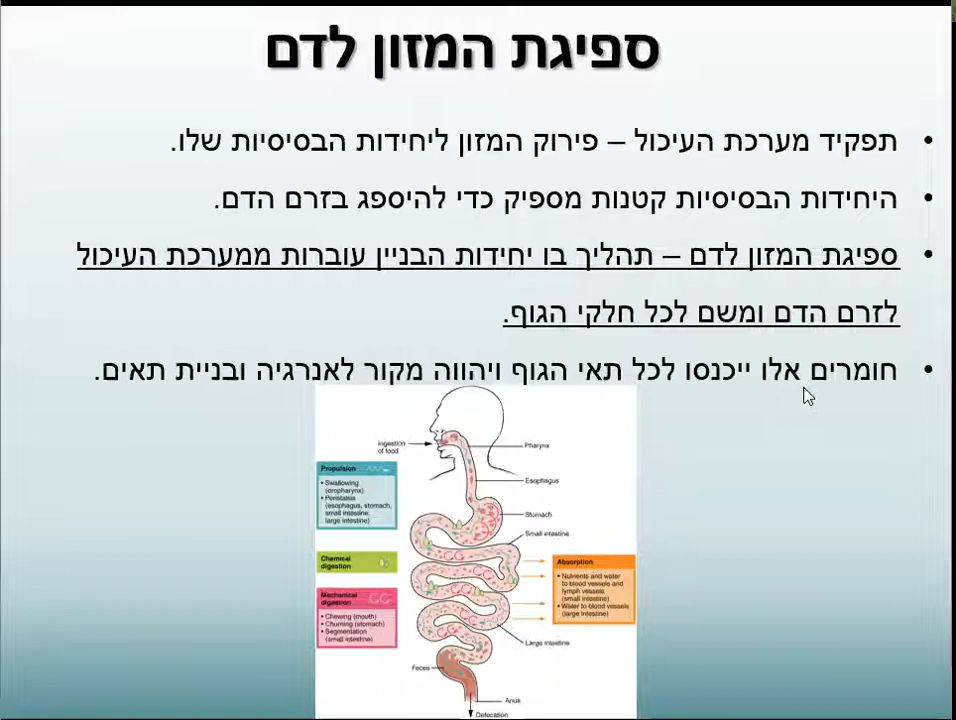 ספיגת המזון לדם
• תפקיד מערכת העיכול – פירוק המזון ליחידות הבסיסיות שלו.
• היחידות הבסיסיות קטנות מספיק כדי להיספג בזרם הדם.
• ספיגת המזון לדם – תהליך בו יחידות הבניין עוברות ממערכת העיכול
לזרם הדם ומשם לכל חלקי הגוף.
• חומרים אלו ייכנסו לכל תאי הגוף ויהווה מקור לאנרגיה ובניית תאים.
Ingestion
of food
Pharynx
Esophagus
Propulsion
• Swallowing
(oropharynx)
• Peristalsis
(esophagus, stomach,
small intestine,
large intestine)
Stomach
Small intestine
Chemical
digestion
Absorption
• Nutrients and water
to blood vessels and
lymph vessels
(small intestine)
• Water to blood vessels
(large intestine)
Mechanical
digestion
• Chewing (mouth)
• Churning (stomach)
• Segmentation
(small intestine)
Large intestine
Feces
Anus
Defecation